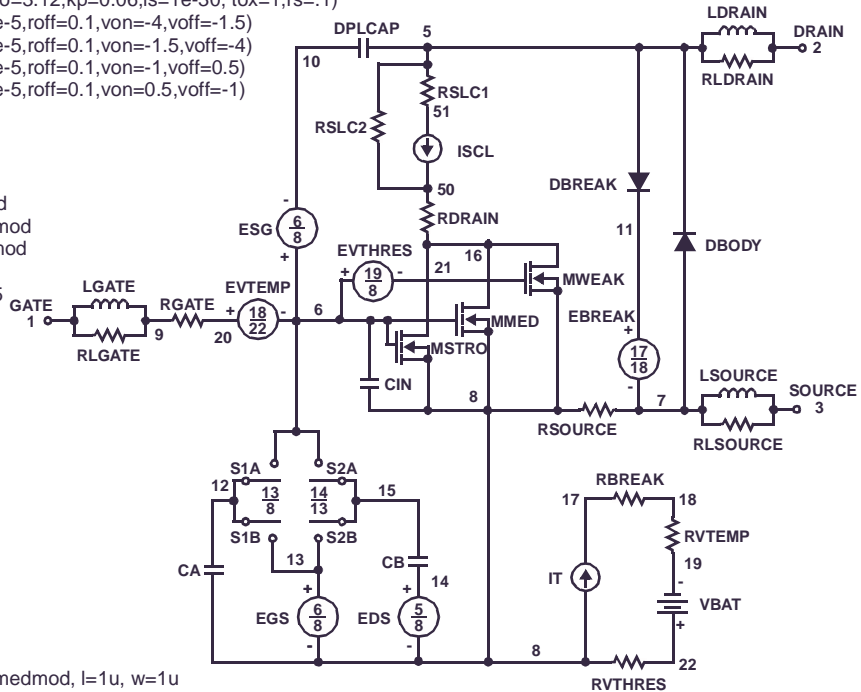 o=3.12,kp=0.06,is=1e-30, tox=1,rs=.1)
e-5,roff=0.1,von=-4,voff=-1.5)
e-5,roff=0.1,von=-1.5,voff=-4)
e-5,roff=0.1,von=-1,voff=0.5)
e-5,roff=0.1,von=0.5,voff=-1)
LDRAIN
DPLCAP 5 DRAIN
10 2
RLDRAIN
RSLC1
51
RSLC2
ISCL
50
DBREAK
RDRAIN
11
DBODY
ESG 6 8
- +
EVTHRES
+ 19 8 -
16
21
MWEAK
LGATE
EVTEMP
GATE
1
RGATE
+ 18 22 -
6
MMED
EBREAK
+
9
20
RLGATE
MSTRO
17 18
-
CIN
LSOURCE
8
7
SOURCE
3
RSOURCE
RLSOURCE
S1A S2A
12
13 8
14 13
15
S1B S2B
13
RBREAK
17 18
RVTEMP
CA
CB
14
IT
19
-
VBAT
+
+ +
EGS 6 8
EDS 5 8
- -
8
22
RVTHRES
medmod, l=1u, w=1u